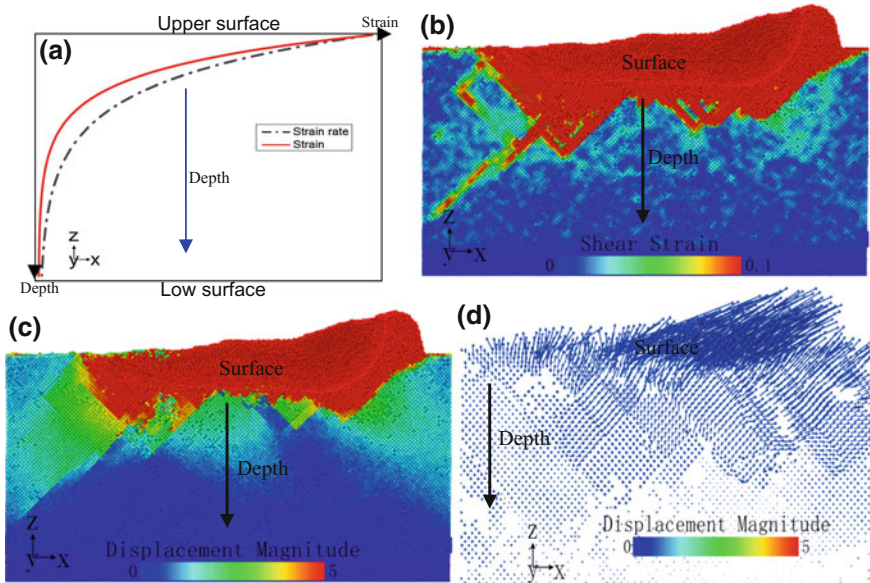 Upper surface
Strain
(a)
Strain rate
Strain
Depth
z
y x
Depth
Low surface
(b)
Surface
Depth
Z
y X
Shear Strain
0 0.1
(c)
Surface
Depth
Z
y X
Displacement Magnitude
0 5
(d)
Surface
Depth
Z
y X
Displacement Magnitude
0 5